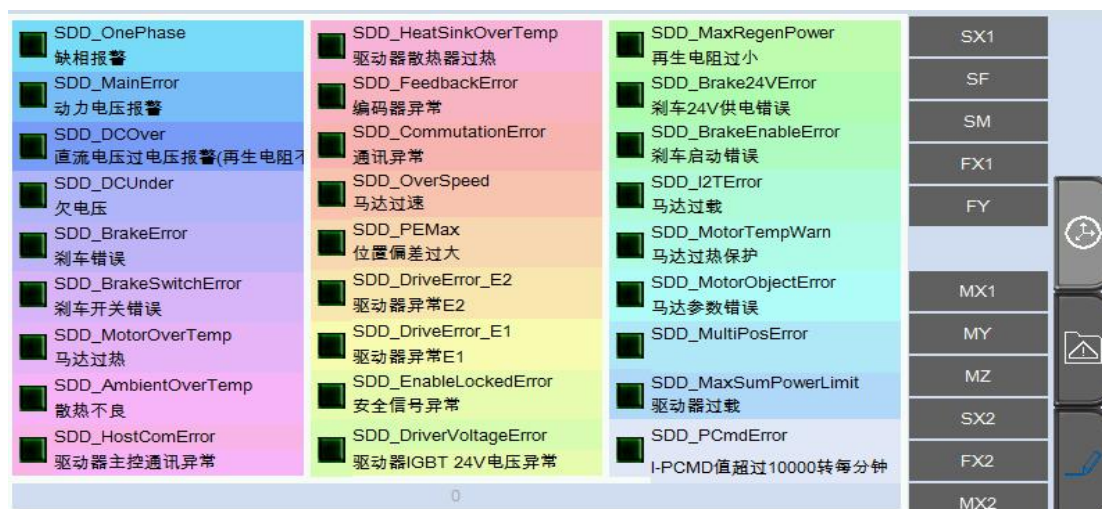 SDD_OnePhase
缺相报警
SDD_MainError
动力电压报警
SDD_DCOver
直流电压过电压报警(再生电阻不
SDD_DCUnder
欠电压
SDD_BrakeError
刹车错误
SDD_BrakeSwitchError
刹车开关错误
SDD_MotorOverTemp
马达过热
SDD_AmbientOverTemp
散热不良
SDD_HostComError
驱动器主控通讯异常
SDD_HeatSinkOverTemp
驱动器散热器过热
SDD_FeedbackError
编码器异常
SDD_CommutationError
通讯异常
SDD_OverSpeed
马达过速
SDD_PEMax
位置偏差过大
SDD_DriveError_E2
驱动器异常E2
SDD_DriveError_E1
驱动器异常E1
SDD_EnableLockedError
安全信号异常
SDD_DriverVoltageError
驱动器IGBT 24V电压异常
SDD_MaxRegenPower
再生电阻过小
SDD_Brake24VError
刹车24V供电错误
SDD_BrakeEnableError
刹车启动错误
SDD_I2TError
马达过载
SDD_MotorTempWarn
马达过热保护
SDD_MotorObjectError
马达参数错误
SDD_MultiPosError
SDD_MaxSumPowerLimit
驱动器过载
SDD_PCmdError
I-PCMD值超过10000转每分钟
0
SX1
SF
SM
FX1
FY
MX1
MY
MZ
SX2
FX2
MX2